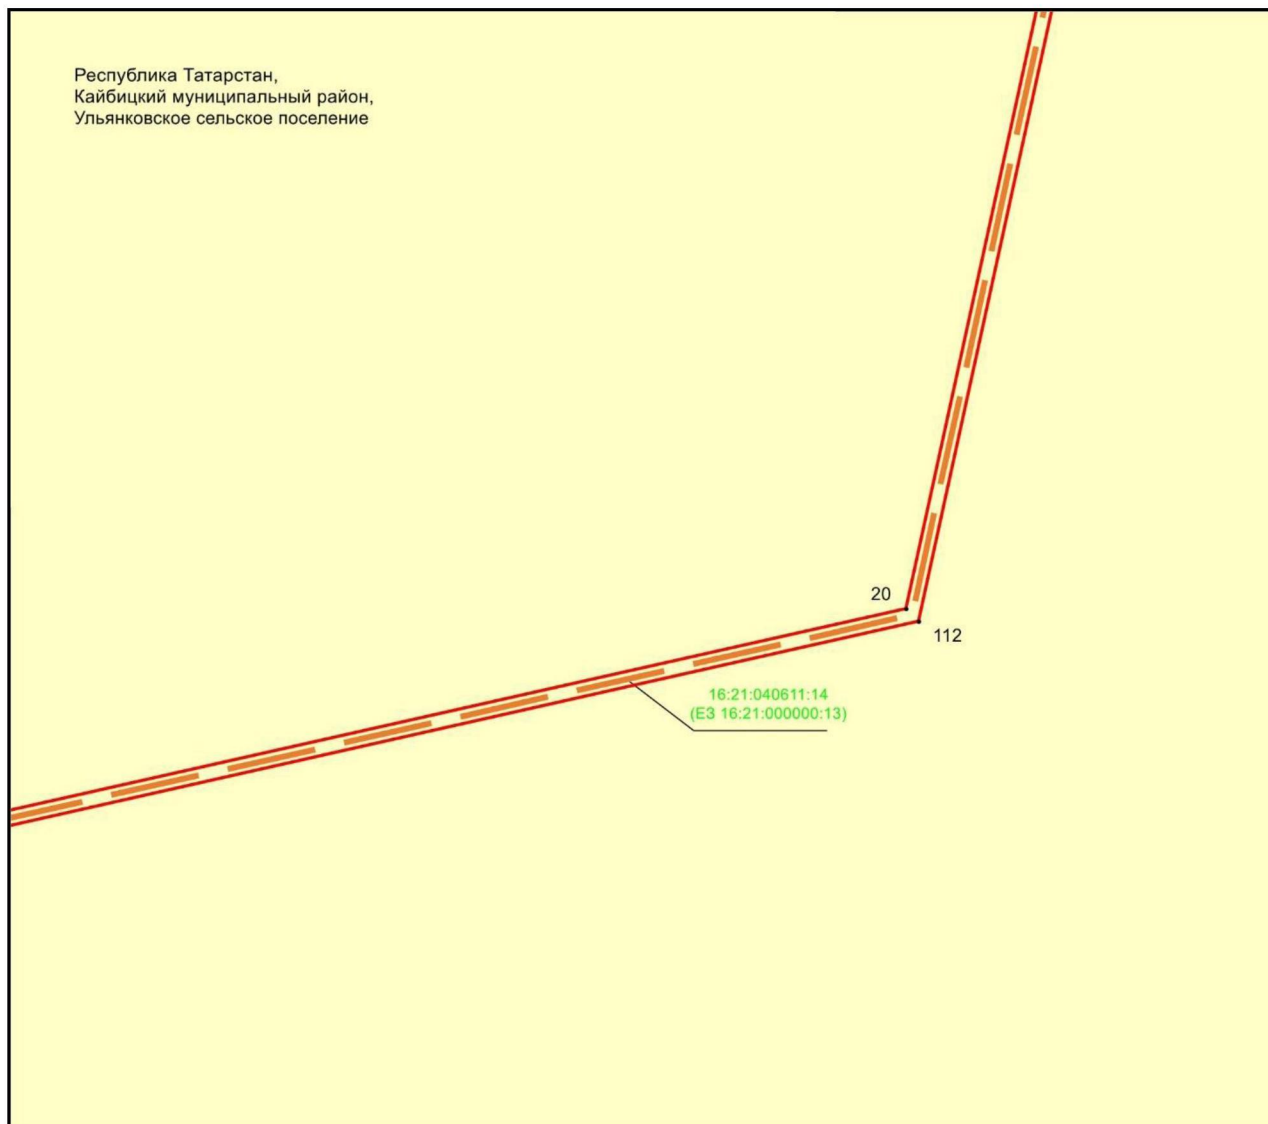 Республика Татарстан,
Кайбицкий муниципальный район,
Ульянковское сельское поселение
20
112
16:21:040611:14
(ЕЗ 16:21:000000:13)